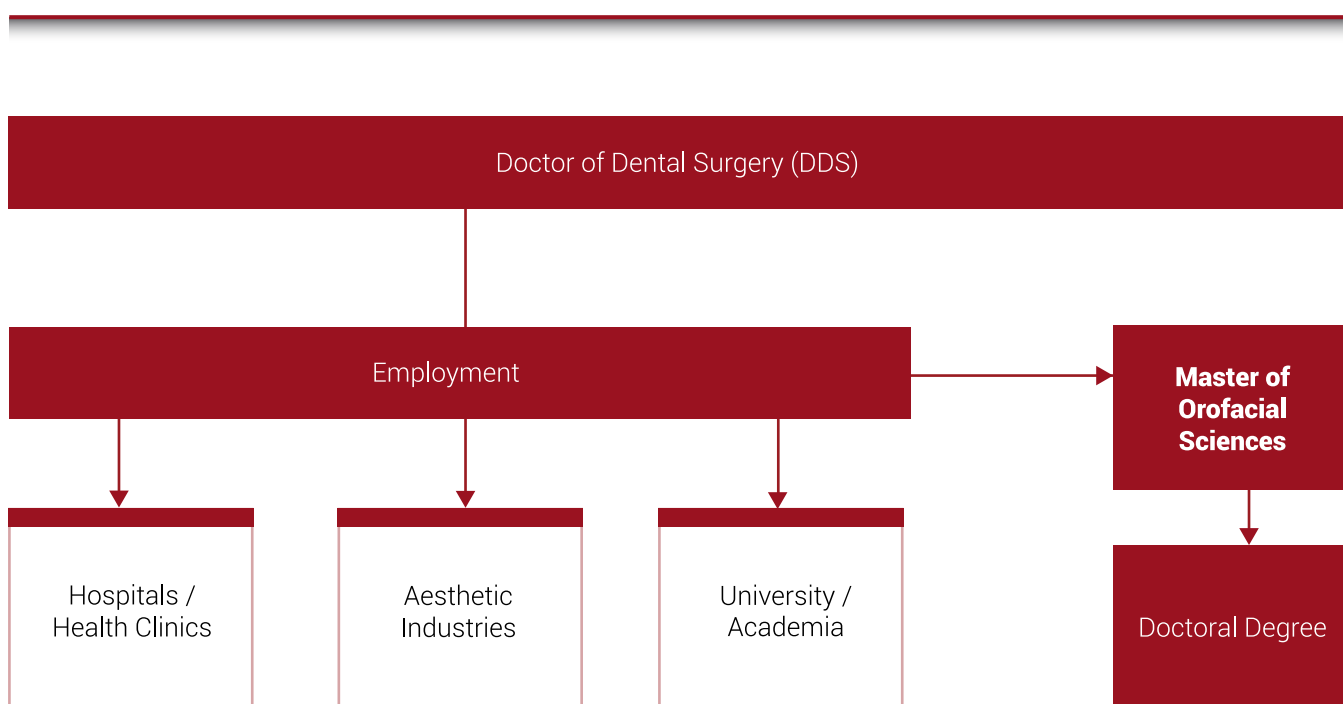 Doctor of Dental Surgery (DDS)
Employment
Master of
Orofacial
Sciences
Hospitals /
Health Clinics
Aesthetic
Industries
University /
Academia
Doctoral Degree